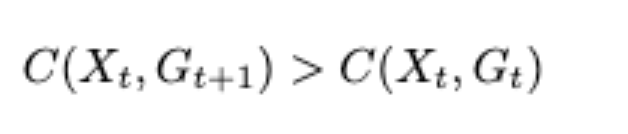 C(X_t, G_{t+1}) > C(X_t, G_t)